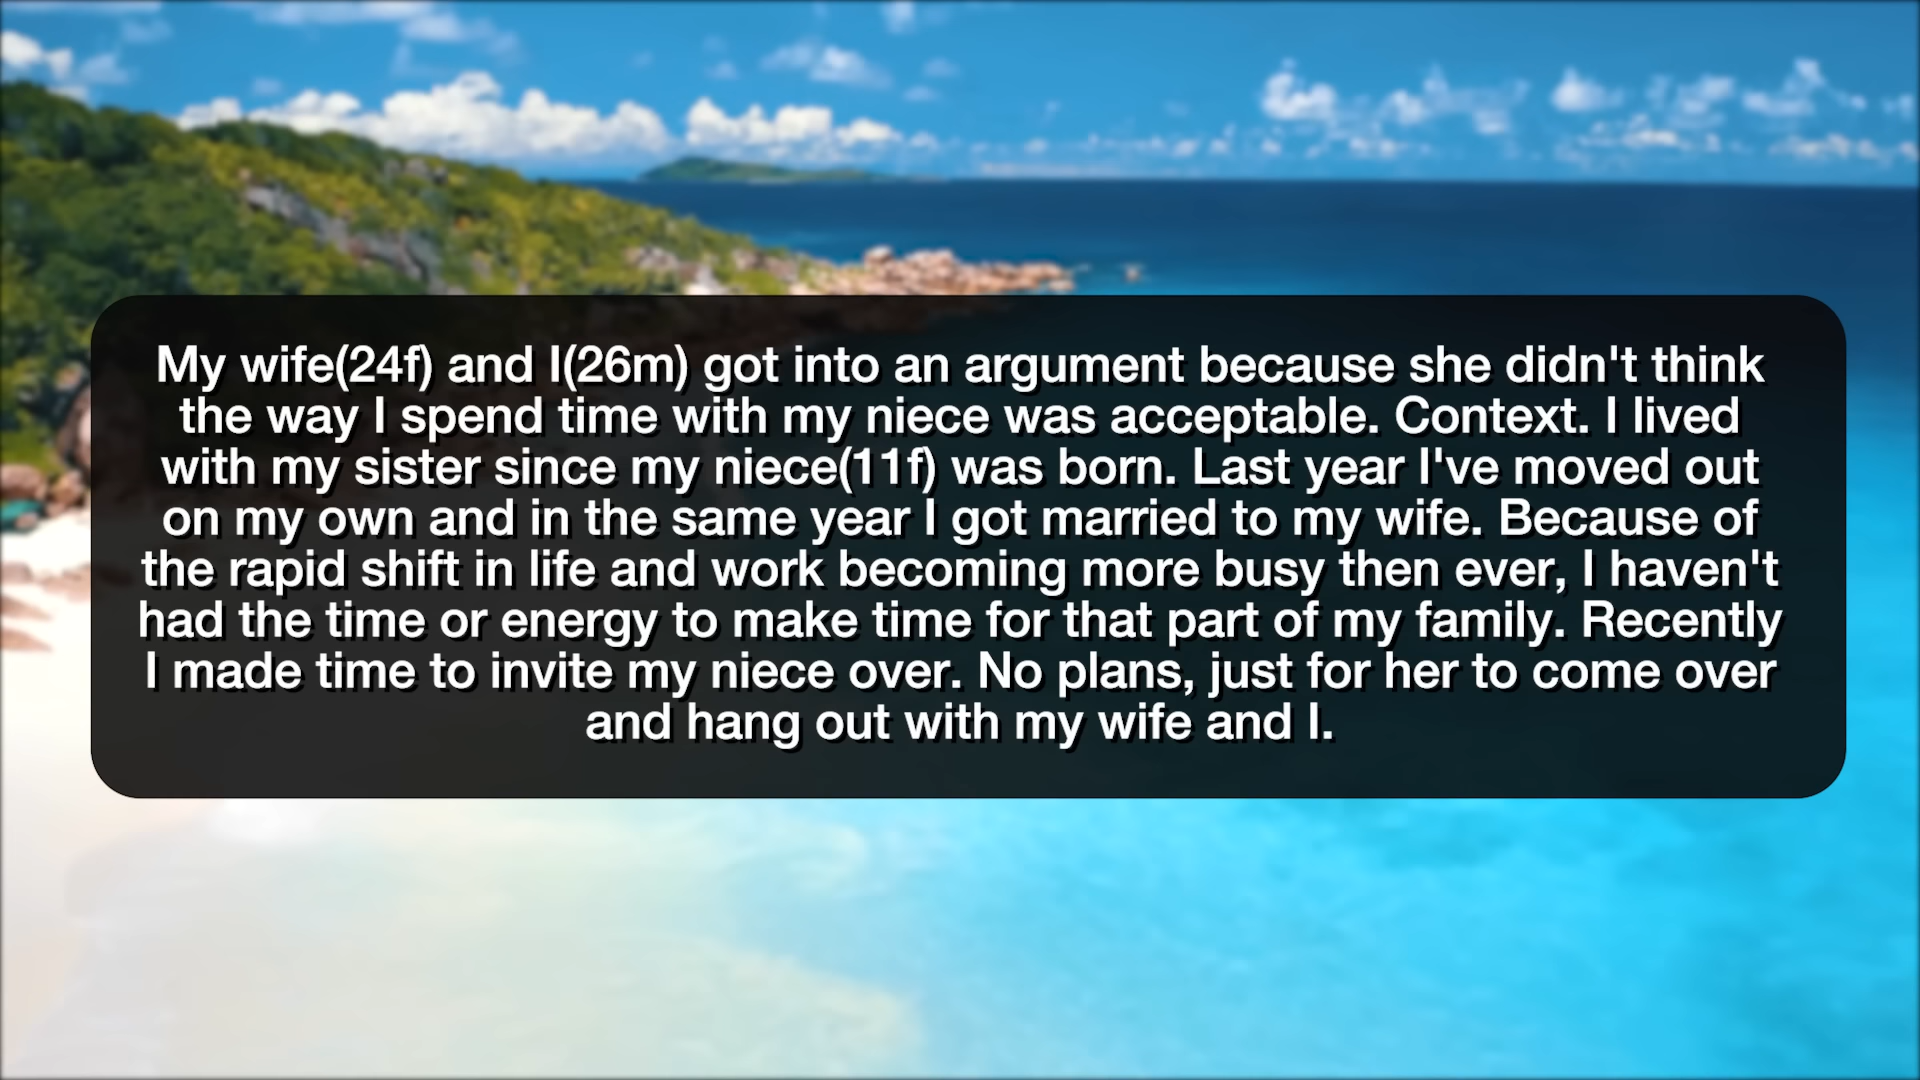 My wife(24f) and I(26m) got into an argument because she didn't think
the way I spend time with my niece was acceptable. Context. I lived
with my sister since my niece(11f) was born. Last year I've moved out
on my own and in the same year I got married to my wife. Because of
the rapid shift in life and work becoming more busy then ever, I haven't
had the time or energy to make time for that part of my family. Recently
I made time to invite my niece over. No plans, just for her to come over
and hang out with my wife and I.